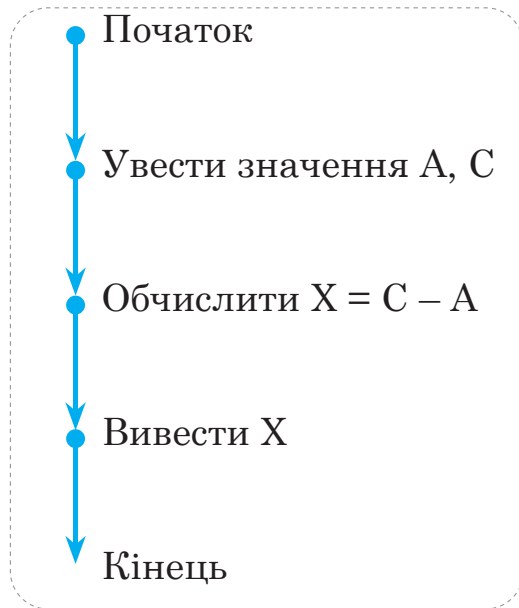 Початок
Увести значення А, С
Обчислити X = C – A
Вивести X
Кінець